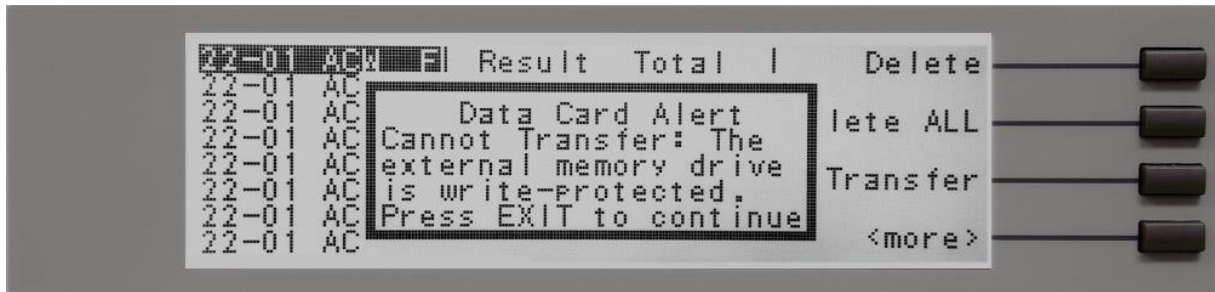 22-01 ACW F| Result Total |
22-01 AC
22-01 AC
22-01 AC
22-01 AC
22-01 AC
22-01 AC
22-01 AC
Data Card Alert
Cannot Transfer: The
external memory drive
is write-protected.
Press EXIT to continue
Delete
lete ALL
Transfer
<more>